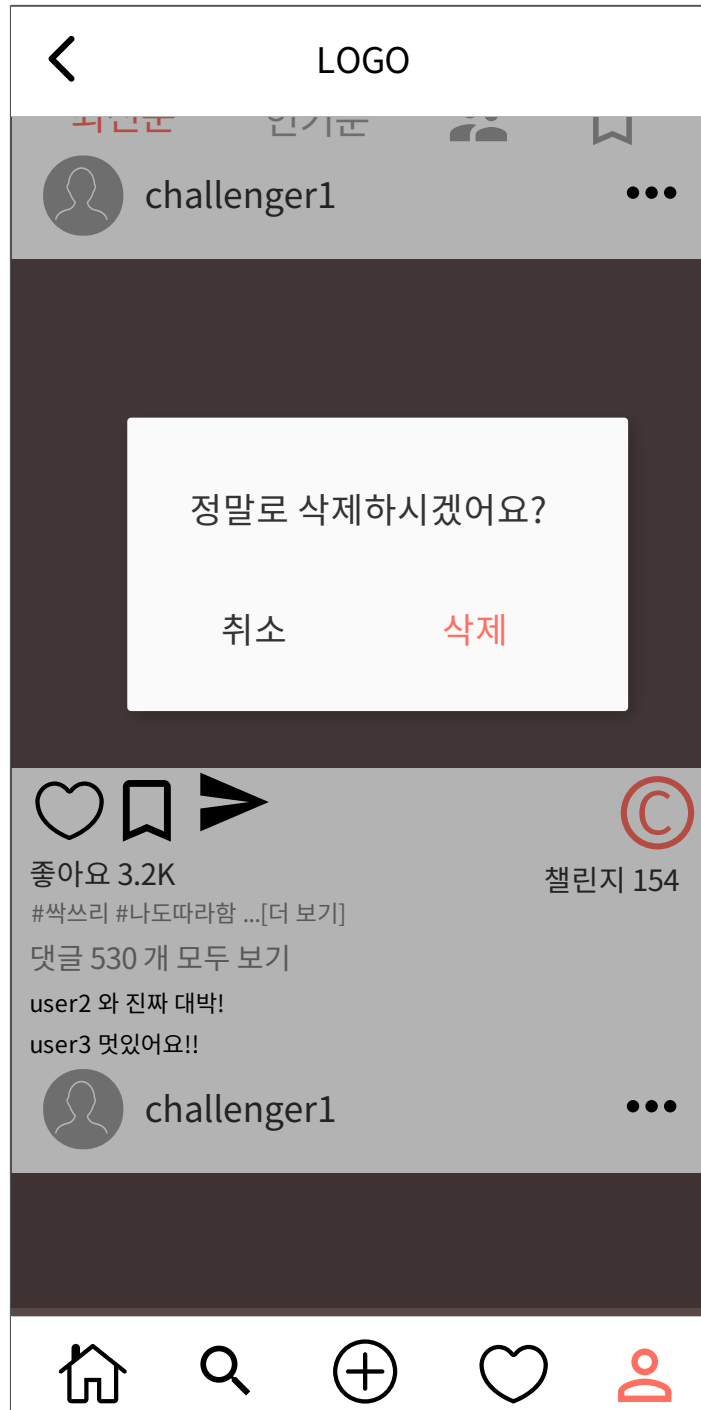 LOGO
challenger1
정말로 삭제하시겠어요?
취소 삭제
좋아요 3.2K
챌린지 154
#싹쓰리 #나도따라함 ...[더 보기]
댓글 530 개 모두 보기
user2 와 진짜 대박!
user3 멋있어요!!
challenger1